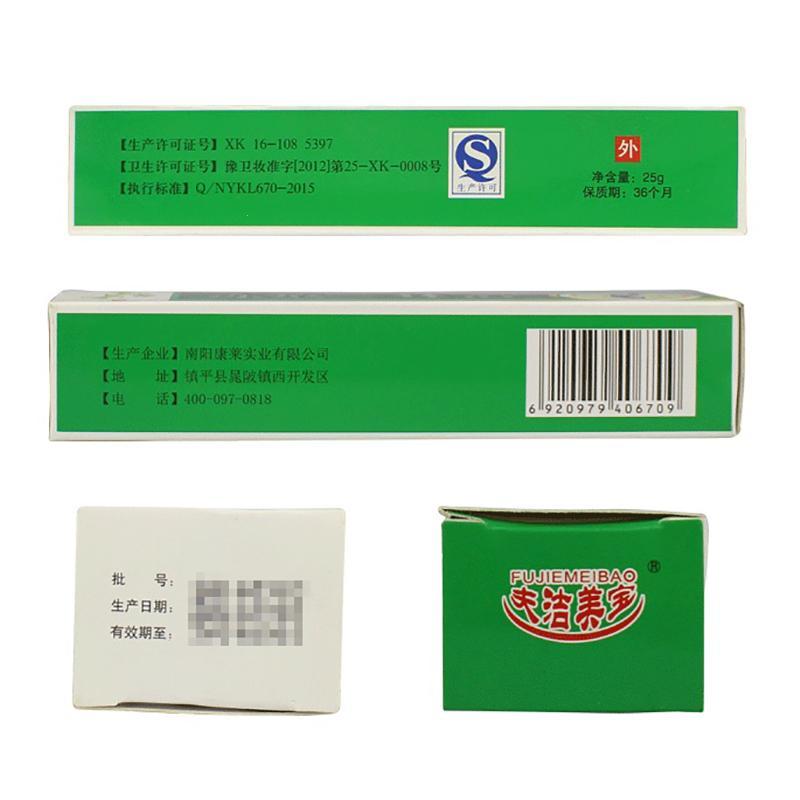 【生产许可证号】XK 16-108 5397
【卫生许可证号】豫卫妆准字[2012]第25-XK-0008号
【执行标准】Q/NYKL670-2015
生产许可
外
净含量：25g
保质期：36个月
【生产企业】南阳康莱实业有限公司
【地 址】镇平县晁陂镇西开发区
【电 话】400-097-0818
6 920979 406709
批 号：
生产日期：
有效期至：
FUJIEMEIBAO
夫洁美宝
®